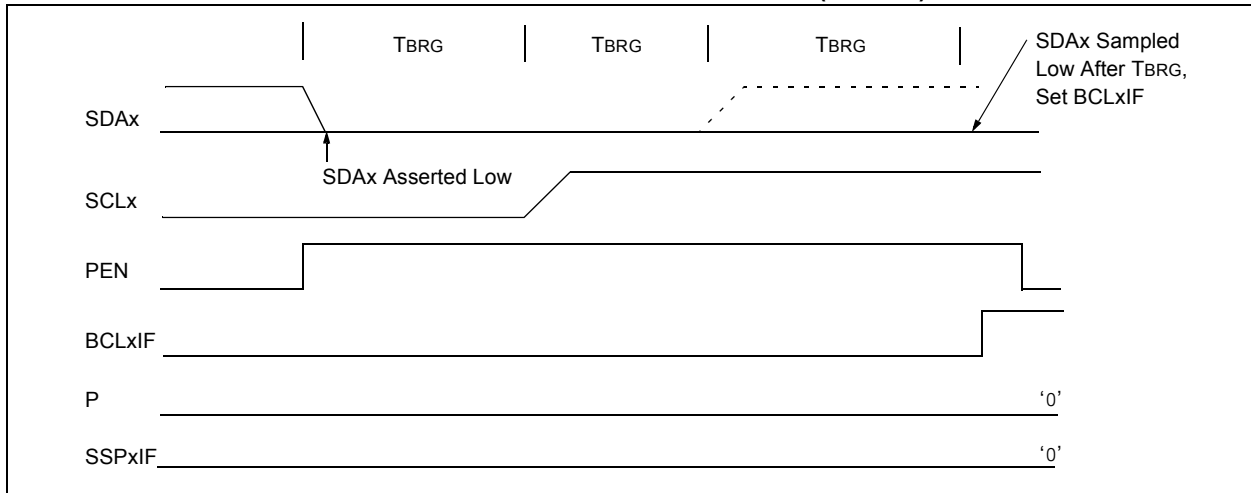 TBRG TBRG TBRG
SDAx Sampled
Low After TBRG,
Set BCLxIF
SDAx
SDAx Asserted Low
SCLx
PEN
BCLxIF
P ‘0’
SSPxIF ‘0’